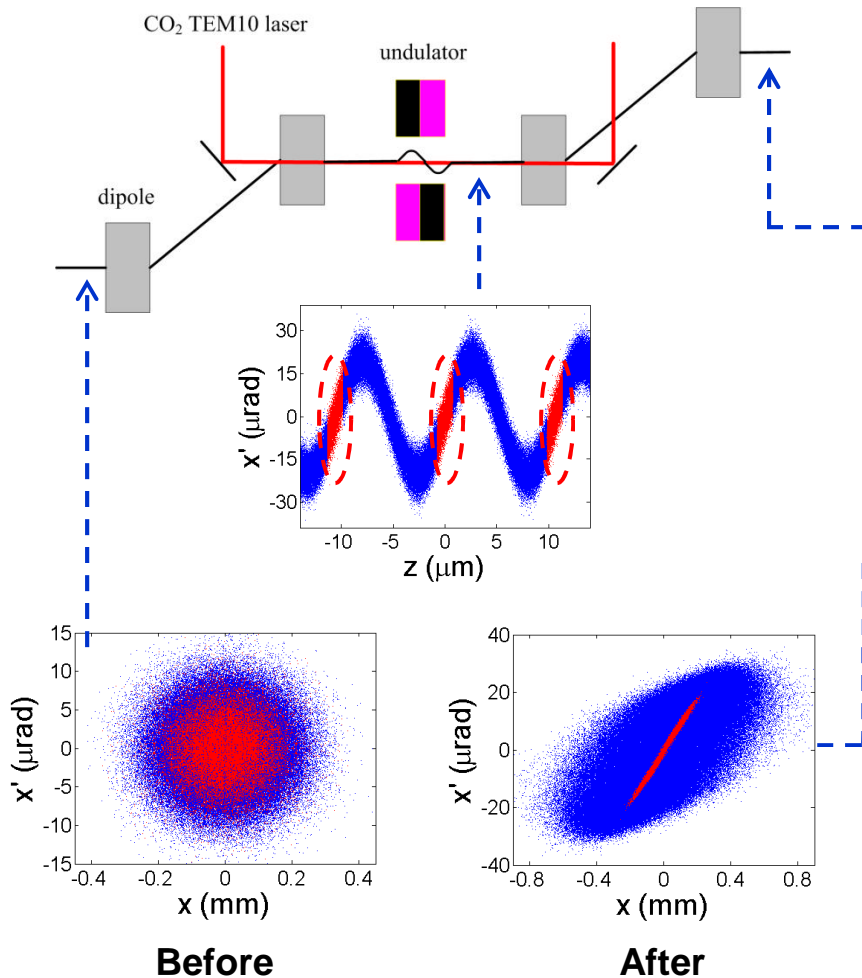 CO₂ TEM10 laser
undulator
dipole
30
15
0
-15
-30
x' (μrad)
-10 -5 0 5 10
z (μm)
15
10
5
0
-5
-10
-15
x' (μrad)
-0.4 -0.2 0 0.2 0.4
x (mm)
Before
40
20
0
-20
-40
x' (μrad)
-0.8 -0.4 0 0.4 0.8
x (mm)
After